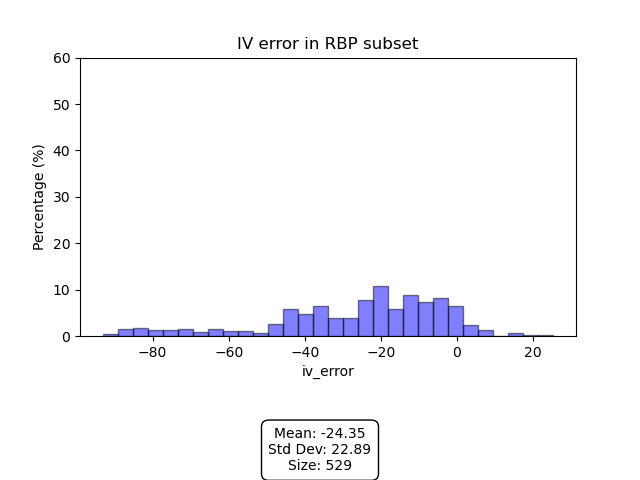 IV error in RBP subset
60
50
40
30
20
10
0
Percentage (%)
−80 −60 −40 −20 0 20
iv_error
Mean: -24.35
Std Dev: 22.89
Size: 529